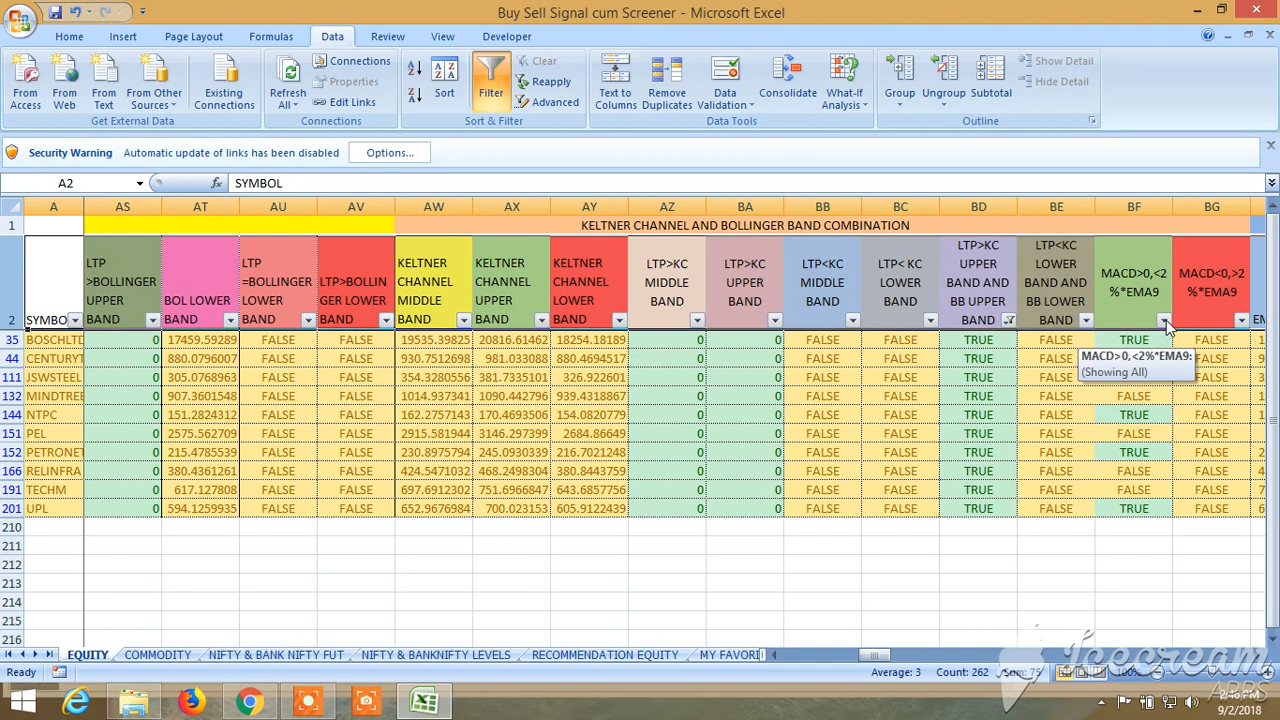 Buy Sell Signal cum Screener - Microsoft Excel
Home Insert Page Layout Formulas Data Review View Developer
From Access
From Web
From Text
From Other Sources
Existing Connections
Get External Data
Refresh All
Connections
Properties
Edit Links
Connections
Sort
Filter
Clear
Reapply
Advanced
Sort & Filter
Text to Columns
Remove Duplicates
Data Validation
Consolidate
What-If Analysis
Data Tools
Group
Ungroup
Subtotal
Show Detail
Hide Detail
Outline
Security Warning Automatic update of links has been disabled Options...
A2 fx SYMBOL
A AS AT AU AV AW AX AY AZ BA BB BC BD BE BF BG
1 KELTNER CHANNEL AND BOLLINGER BAND COMBINATION
2 SYMBO
LTP >BOLLINGER UPPER BAND
BOL LOWER BAND
LTP =BOLLINGER LOWER BAND
LTP>BOLLIN GER LOWER BAND
KELTNER CHANNEL MIDDLE BAND
KELTNER CHANNEL UPPER BAND
KELTNER CHANNEL LOWER BAND
LTP>KC MIDDLE BAND
LTP>KC UPPER BAND
LTP<KC MIDDLE BAND
LTP< KC LOWER BAND
LTP>KC UPPER BAND AND BB UPPER BAND
LTP<KC LOWER BAND AND BB LOWER BAND
MACD>0,<2 %*EMA9
MACD<0,>2 %*EMA9
EM
35 BOSCHLTD 0 17459.59289 FALSE FALSE 19535.39825 20816.61462 18254.18189 0 0 FALSE FALSE TRUE FALSE TRUE FALSE 1
44 CENTURYT 0 880.0796007 FALSE FALSE 930.7512698 981.033088 880.4694517 0 0 FALSE FALSE TRUE FALSE 9
111 JSWSTEEL 0 305.0768963 FALSE FALSE 354.3280556 381.7335101 326.922601 0 0 FALSE FALSE TRUE FALSE
132 MINDTREE 0 907.3601548 FALSE FALSE 1014.937341 1090.442796 939.4318867 0 0 FALSE FALSE TRUE FALSE FALSE FALSE 1
144 NTPC 0 151.2824312 FALSE FALSE 162.2757143 170.4693506 154.0820779 0 0 FALSE FALSE TRUE FALSE TRUE FALSE 1
151 PEL 0 2575.562709 FALSE FALSE 2915.581944 3146.297399 2684.86649 0 0 FALSE FALSE TRUE FALSE FALSE FALSE
152 PETRONET 0 215.4785539 FALSE FALSE 230.8975794 245.0930339 216.7021248 0 0 FALSE FALSE TRUE FALSE TRUE FALSE 2
166 RELINFRA 0 380.4361261 FALSE FALSE 424.5471032 468.2498304 380.8443759 0 0 FALSE FALSE TRUE FALSE FALSE FALSE 4
191 TECHM 0 617.127808 FALSE FALSE 697.6912302 751.6966847 643.6857756 0 0 FALSE FALSE TRUE FALSE FALSE FALSE 7
201 UPL 0 594.1259935 FALSE FALSE 652.9676984 700.023153 605.9122439 0 0 FALSE FALSE TRUE FALSE TRUE FALSE 6
MACD>0,<2%*EMA9:
(Showing All)
210
211
212
213
214
215
216
EQUITY COMMODITY NIFTY & BANK NIFTY FUT NIFTY & BANKNIFTY LEVELS RECOMMENDATION EQUITY MY FAVORI
Ready Average: 3 Count: 262 Sum: 75 100%
Icecream
APPS
2:46 PM
9/2/2018